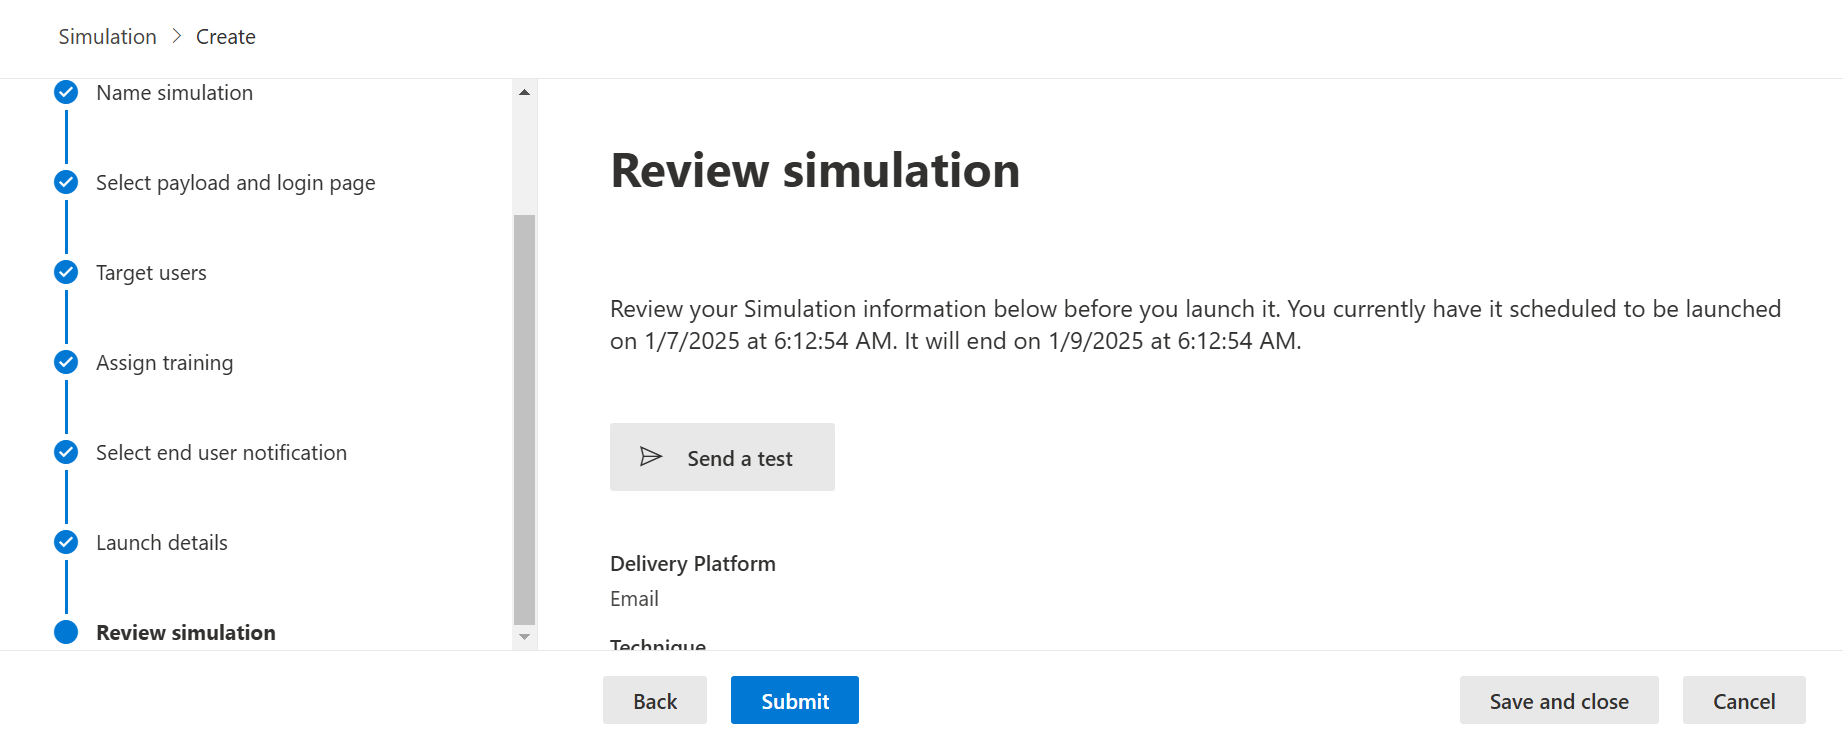 Simulation > Create
Name simulation
Select payload and login page
Target users
Assign training
Select end user notification
Launch details
Review simulation
Review simulation
Review your Simulation information below before you launch it. You currently have it scheduled to be launched
on 1/7/2025 at 6:12:54 AM. It will end on 1/9/2025 at 6:12:54 AM.
Send a test
Delivery Platform
Email
Technique
Back
Submit
Save and close
Cancel